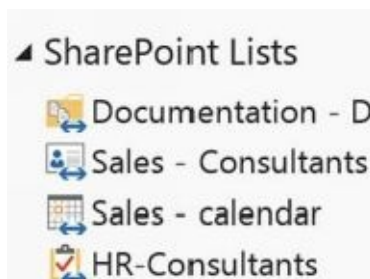 SharePoint Lists
Documentation - D
Sales - Consultants
Sales - calendar
HR-Consultants